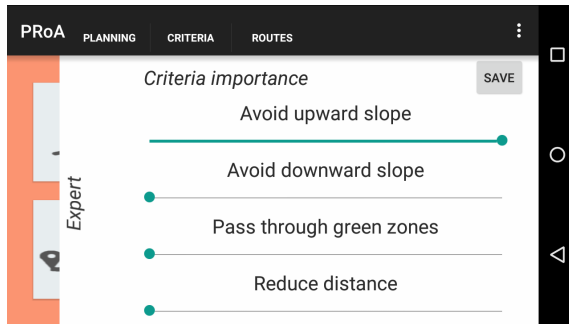 PRoA PLANNING CRITERIA ROUTES
Criteria importance SAVE
Avoid upward slope
Avoid downward slope
Expert
Pass through green zones
Reduce distance